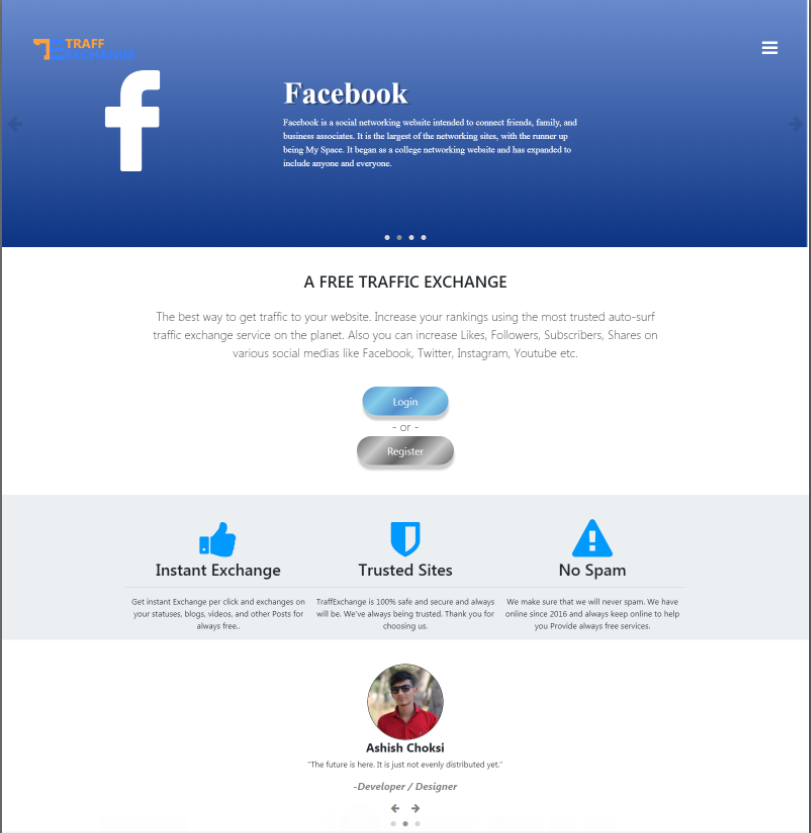 TRAFF
EXCHANGE
Facebook
Facebook is a social networking website intended to connect friends, family, and
business associates. It is the largest of the networking sites, with the runner up
being My Space. It began as a college networking website and has expanded to
include anyone and everyone.
A FREE TRAFFIC EXCHANGE
The best way to get traffic to your website. Increase your rankings using the most trusted auto-surf
traffic exchange service on the planet. Also you can increase Likes, Followers, Subscribers, Shares on
various social medias like Facebook, Twitter, Instagram, Youtube etc.
Login
- or -
Register
Instant Exchange
Get instant Exchange per click and exchanges on
your statuses, blogs, videos, and other Posts for
always free..
Trusted Sites
TraffExchange is 100% safe and secure and always
will be. We've always being trusted. Thank you for
choosing us.
No Spam
We make sure that we will never spam. We have
online since 2016 and always keep online to help
you Provide always free services.
Ashish Choksi
"The future is here. It is just not evenly distributed yet."
-Developer / Designer